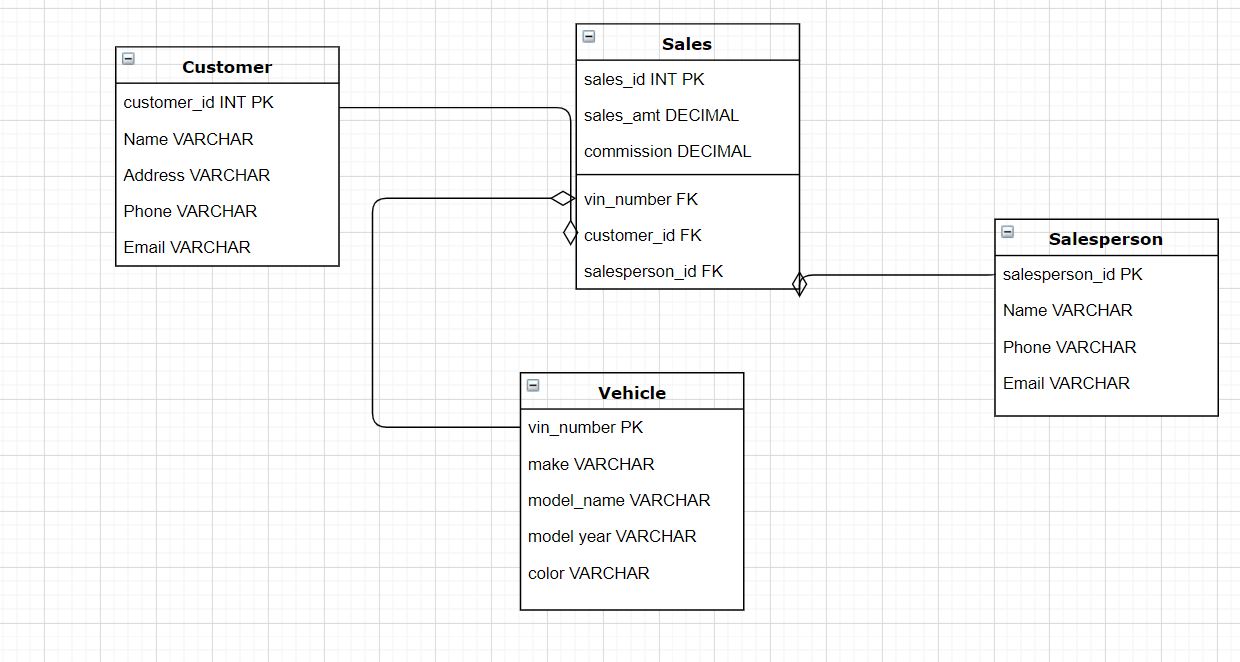 Customer
customer_id INT PK
Name VARCHAR
Address VARCHAR
Phone VARCHAR
Email VARCHAR
Sales
sales_id INT PK
sales_amt DECIMAL
commission DECIMAL
vin_number FK
customer_id FK
salesperson_id FK
Salesperson
salesperson_id PK
Name VARCHAR
Phone VARCHAR
Email VARCHAR
Vehicle
vin_number PK
make VARCHAR
model_name VARCHAR
model year VARCHAR
color VARCHAR